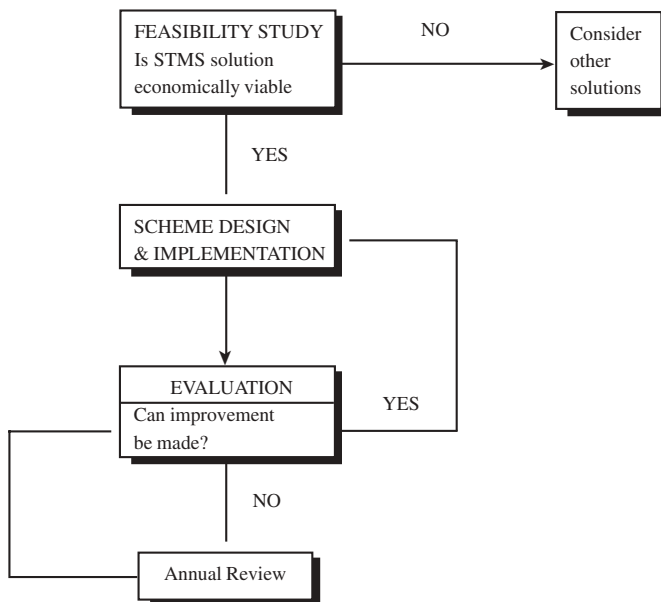 FEASIBILITY STUDY
Is STMS solution
economically viable
NO
Consider
other
solutions
YES
SCHEME DESIGN
& IMPLEMENTATION
EVALUATION
Can improvement
be made?
YES
NO
Annual Review